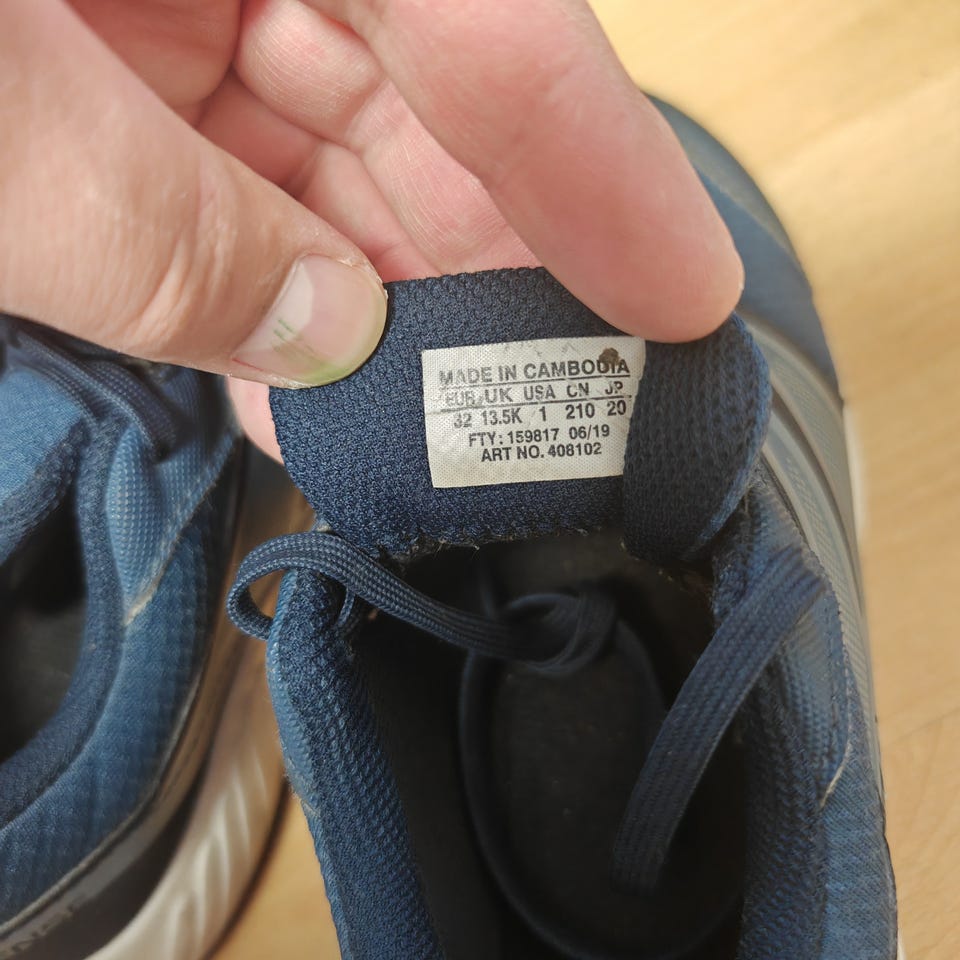 MADE IN CAMBODIA
EUR UK USA CN JP
32 13.5K 1 210 20
FTY: 159817 06/19
ART NO. 408102